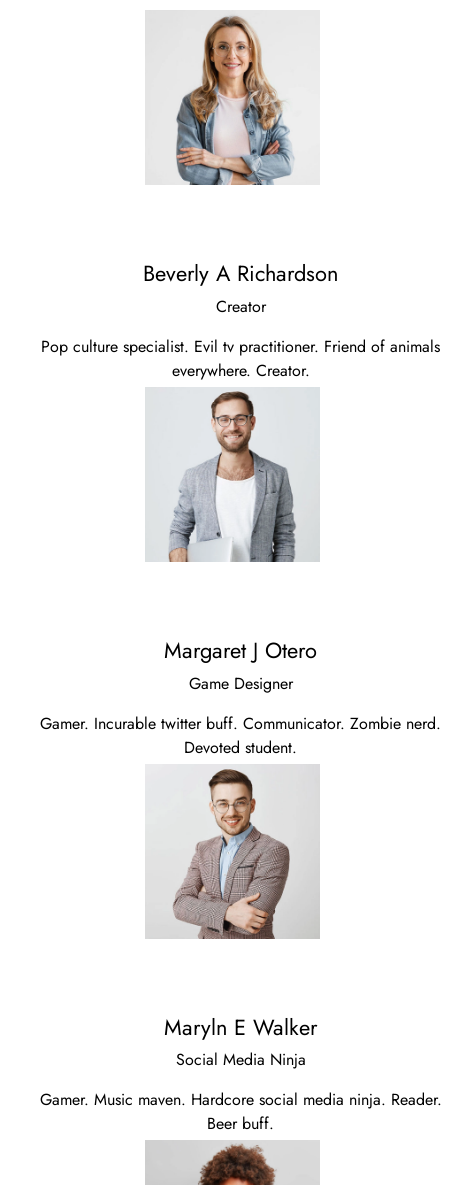 Beverly A Richardson
Creator
Pop culture specialist. Evil tv practitioner. Friend of animals
everywhere. Creator.
Margaret J Otero
Game Designer
Gamer. Incurable twitter buff. Communicator. Zombie nerd.
Devoted student.
Maryln E Walker
Social Media Ninja
Gamer. Music maven. Hardcore social media ninja. Reader.
Beer buff.